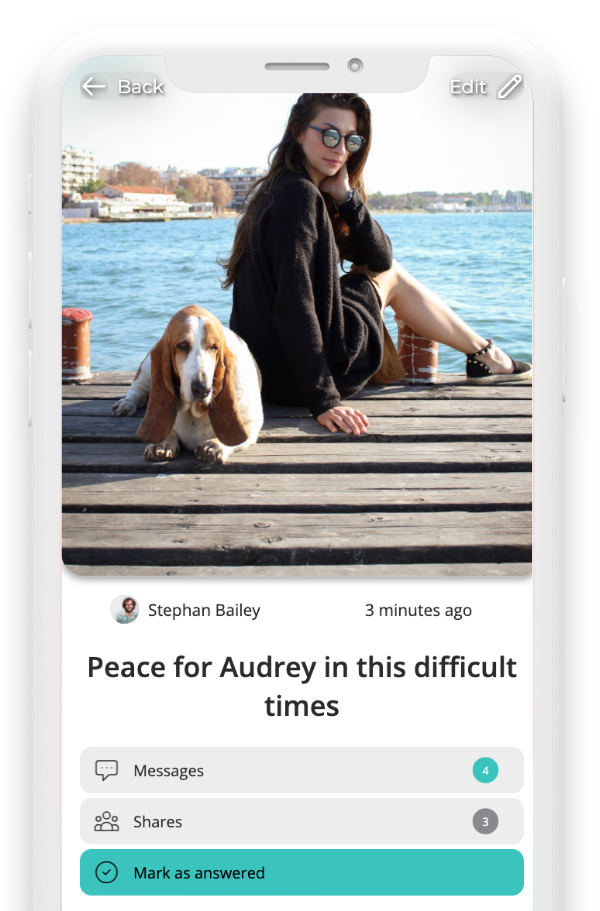 Back
Edit
Stephan Bailey
3 minutes ago
Peace for Audrey in this difficult
times
Messages
4
Shares
3
Mark as answered